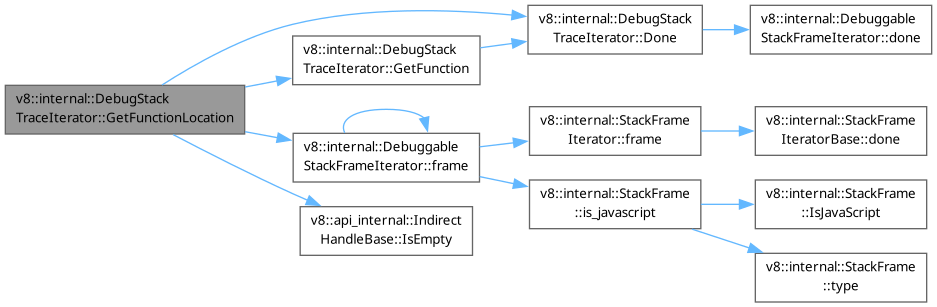 v8::internal::DebugStack
TraceIterator::GetFunctionLocation
v8::internal::DebugStack
TraceIterator::GetFunction
v8::internal::DebugStack
TraceIterator::Done
v8::internal::Debuggable
StackFrameIterator::done
v8::internal::Debuggable
StackFrameIterator::frame
v8::internal::StackFrame
Iterator::frame
v8::internal::StackFrame
IteratorBase::done
v8::internal::StackFrame
::is_javascript
v8::internal::StackFrame
::IsJavaScript
v8::internal::StackFrame
::type
v8::api_internal::Indirect
HandleBase::IsEmpty